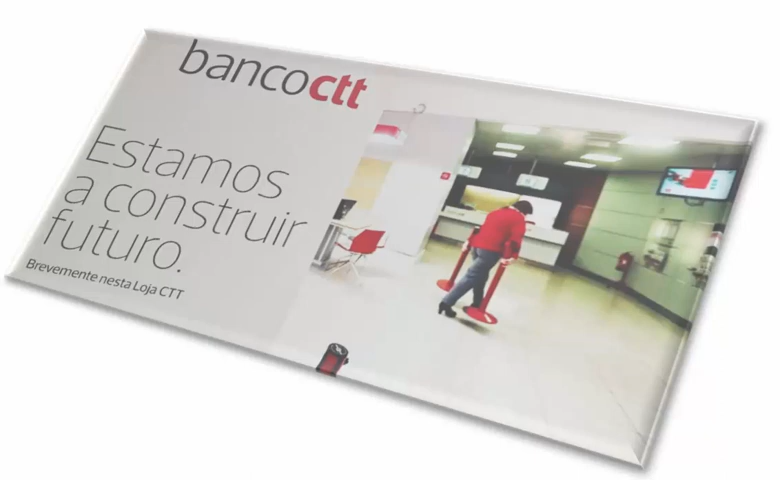 bancoctt
Estamos
a construir
futuro.
Brevemente nesta Loja CTT